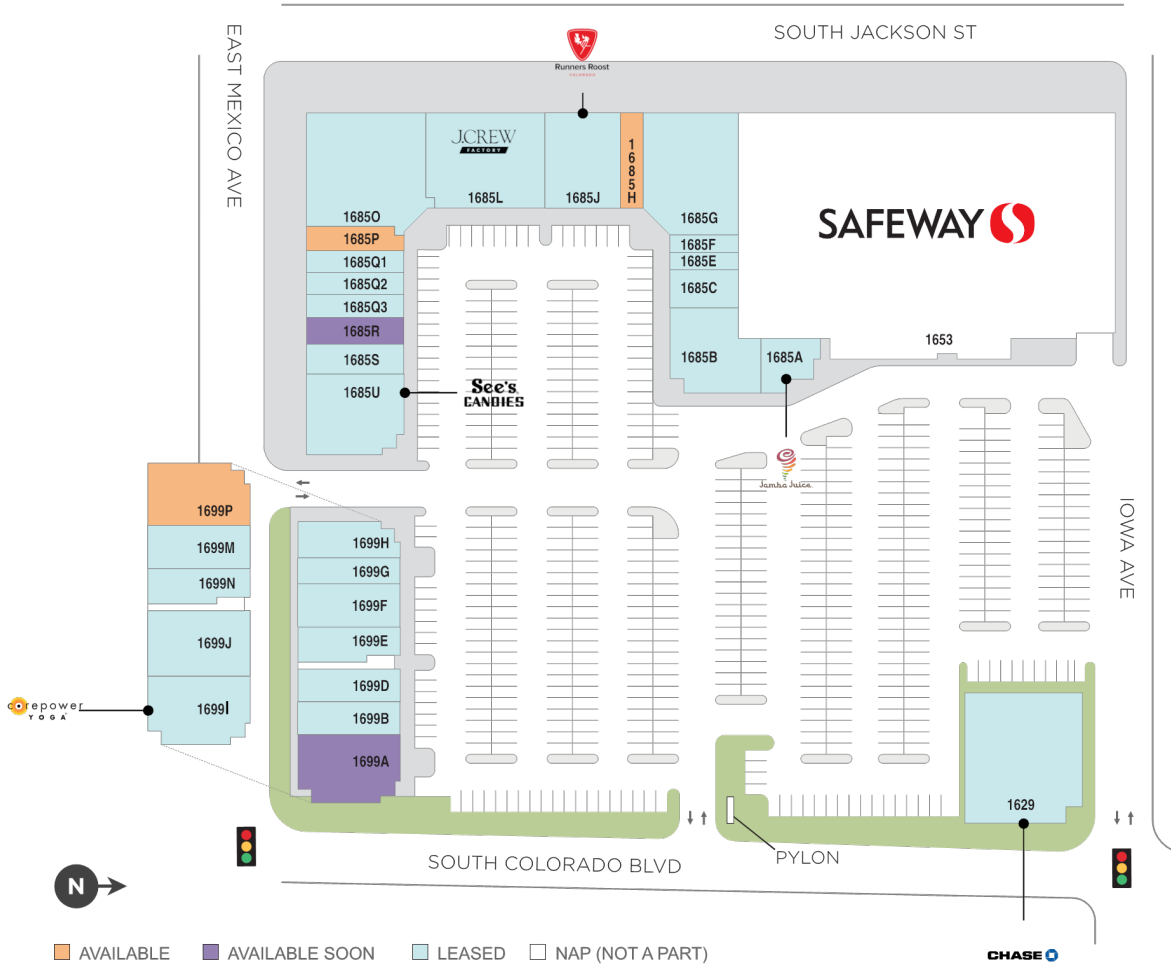 SOUTH JACKSON ST
EAST MEXICO AVE
Runners Roost
COLORADO
J.CREW
FACTORY
1685H
1685L
1685J
1685O
1685G
SAFEWAY
1685P
1685F
1685Q1
1685E
1685Q2
1685C
1685Q3
1685R
1653
1685S
1685B
1685A
1685U
See's
CANDIES
Jamba Juice
1699P
IOWA AVE
1699H
1699M
1699G
1699N
1699F
1699E
1699J
1699D
1699I
corepower
YOGA
1699B
1699A
1629
PYLON
SOUTH COLORADO BLVD
N
AVAILABLE
AVAILABLE SOON
LEASED
NAP (NOT A PART)
CHASE